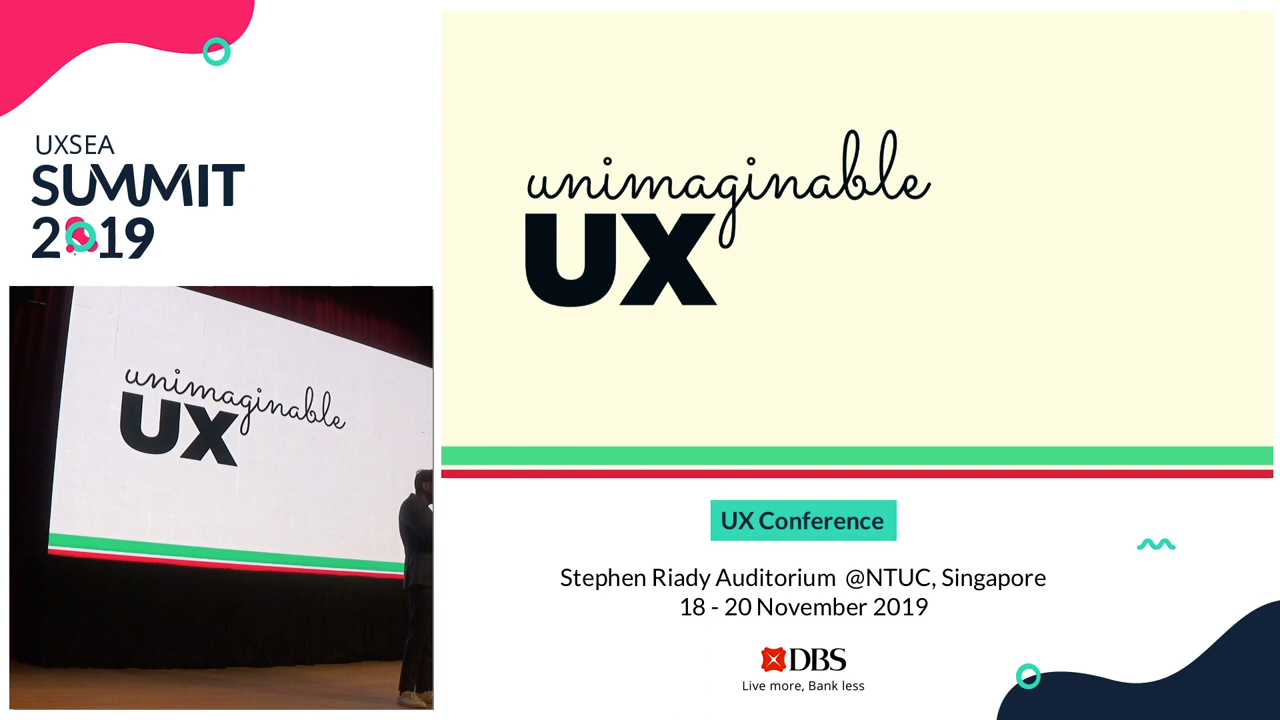 UXSEA
SUMMIT
2019
unimaginable
UX
unimaginable
UX
UX Conference
Stephen Riady Auditorium @NTUC, Singapore
18 - 20 November 2019
DBS
Live more, Bank less